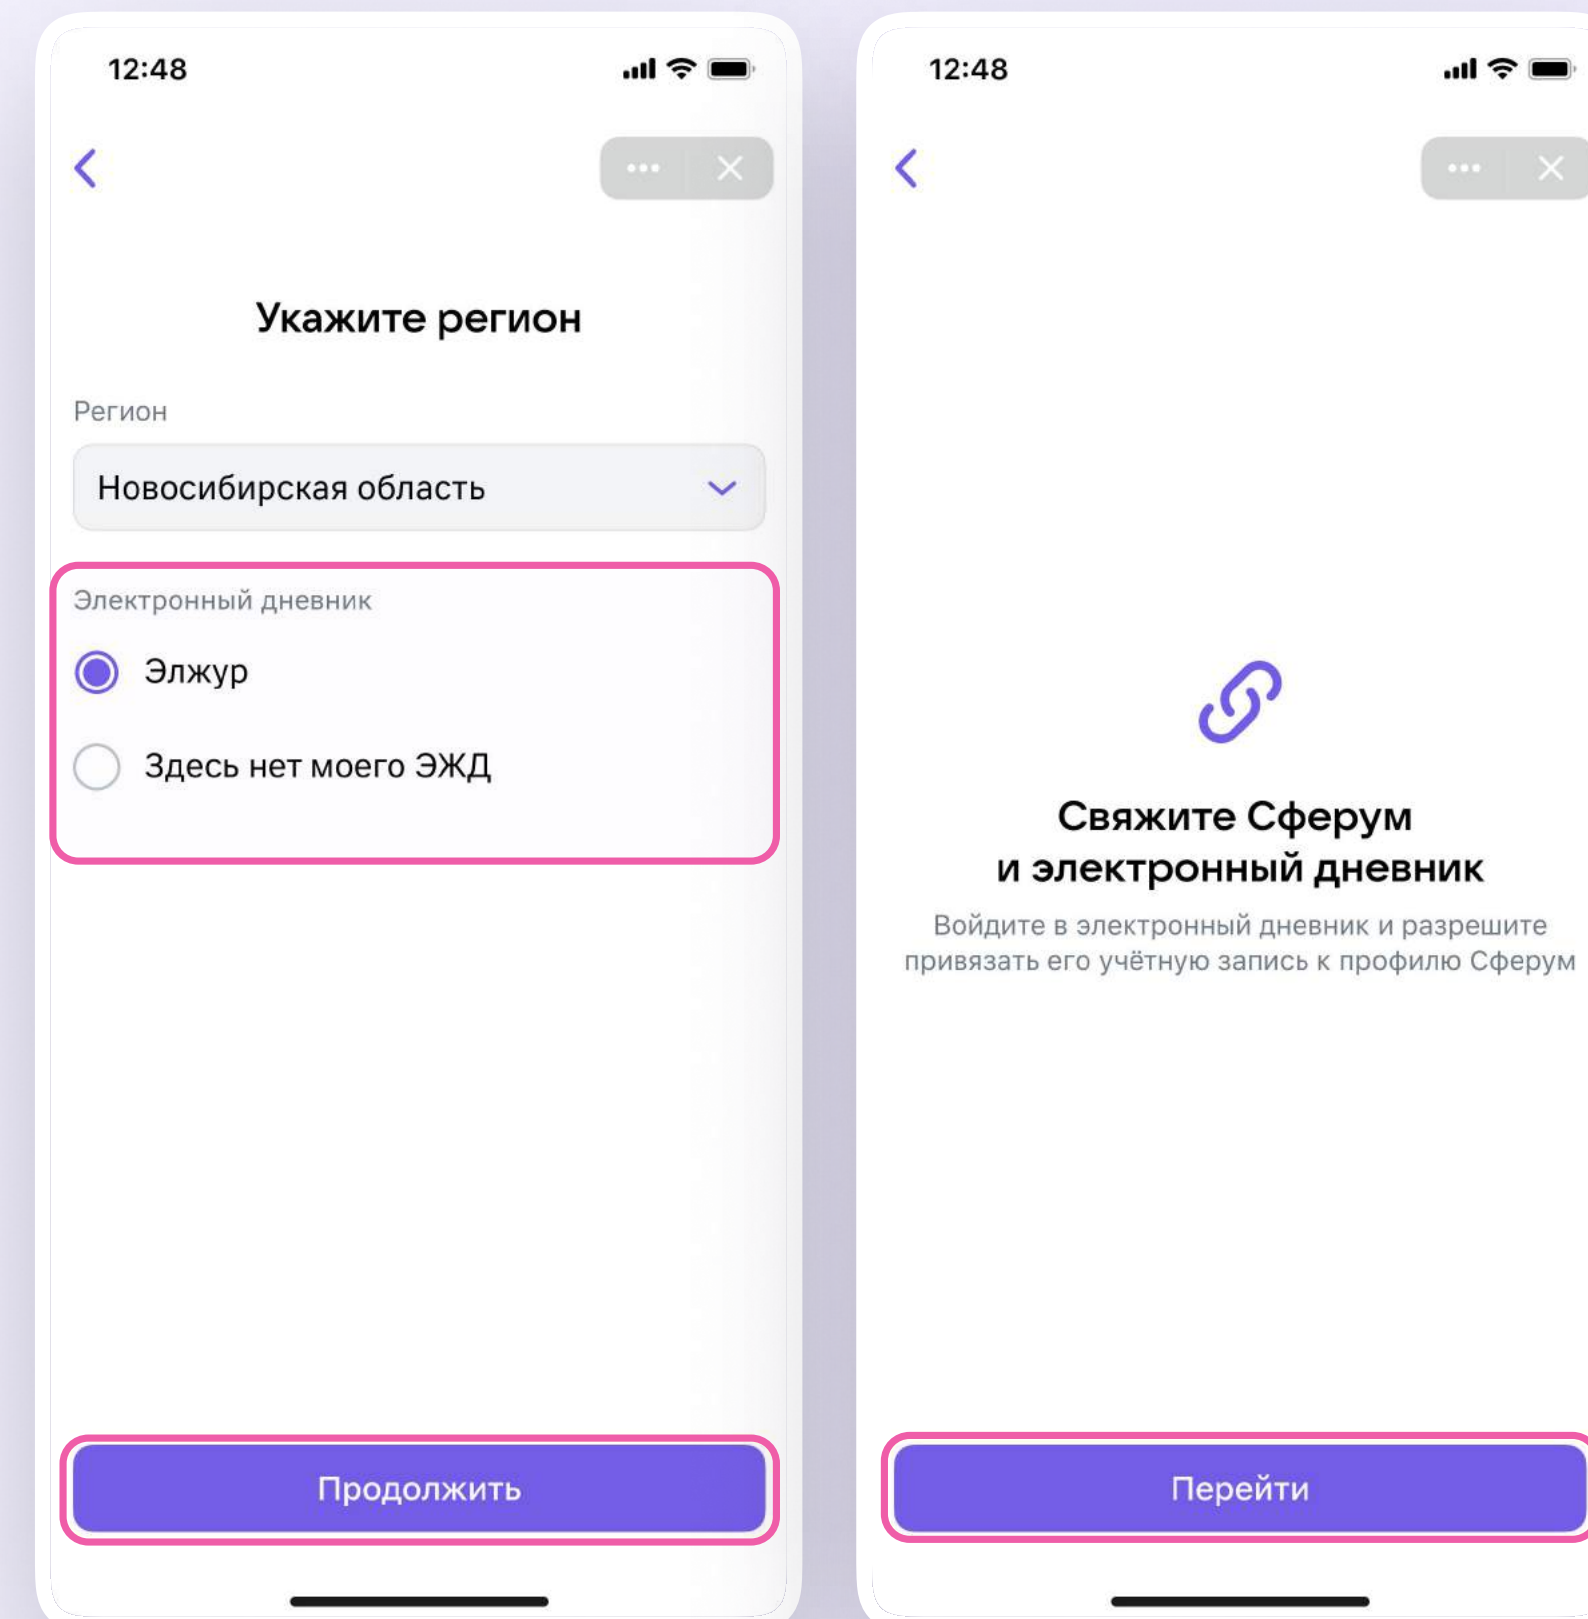 12:48
Укажите регион
Регион
Новосибирская область
Электронный дневник
Элжур
Здесь нет моего ЭЖД
Продолжить
12:48
Свяжите Сферум
и электронный дневник
Войдите в электронный дневник и разрешите
привязать его учётную запись к профилю Сферум
Перейти